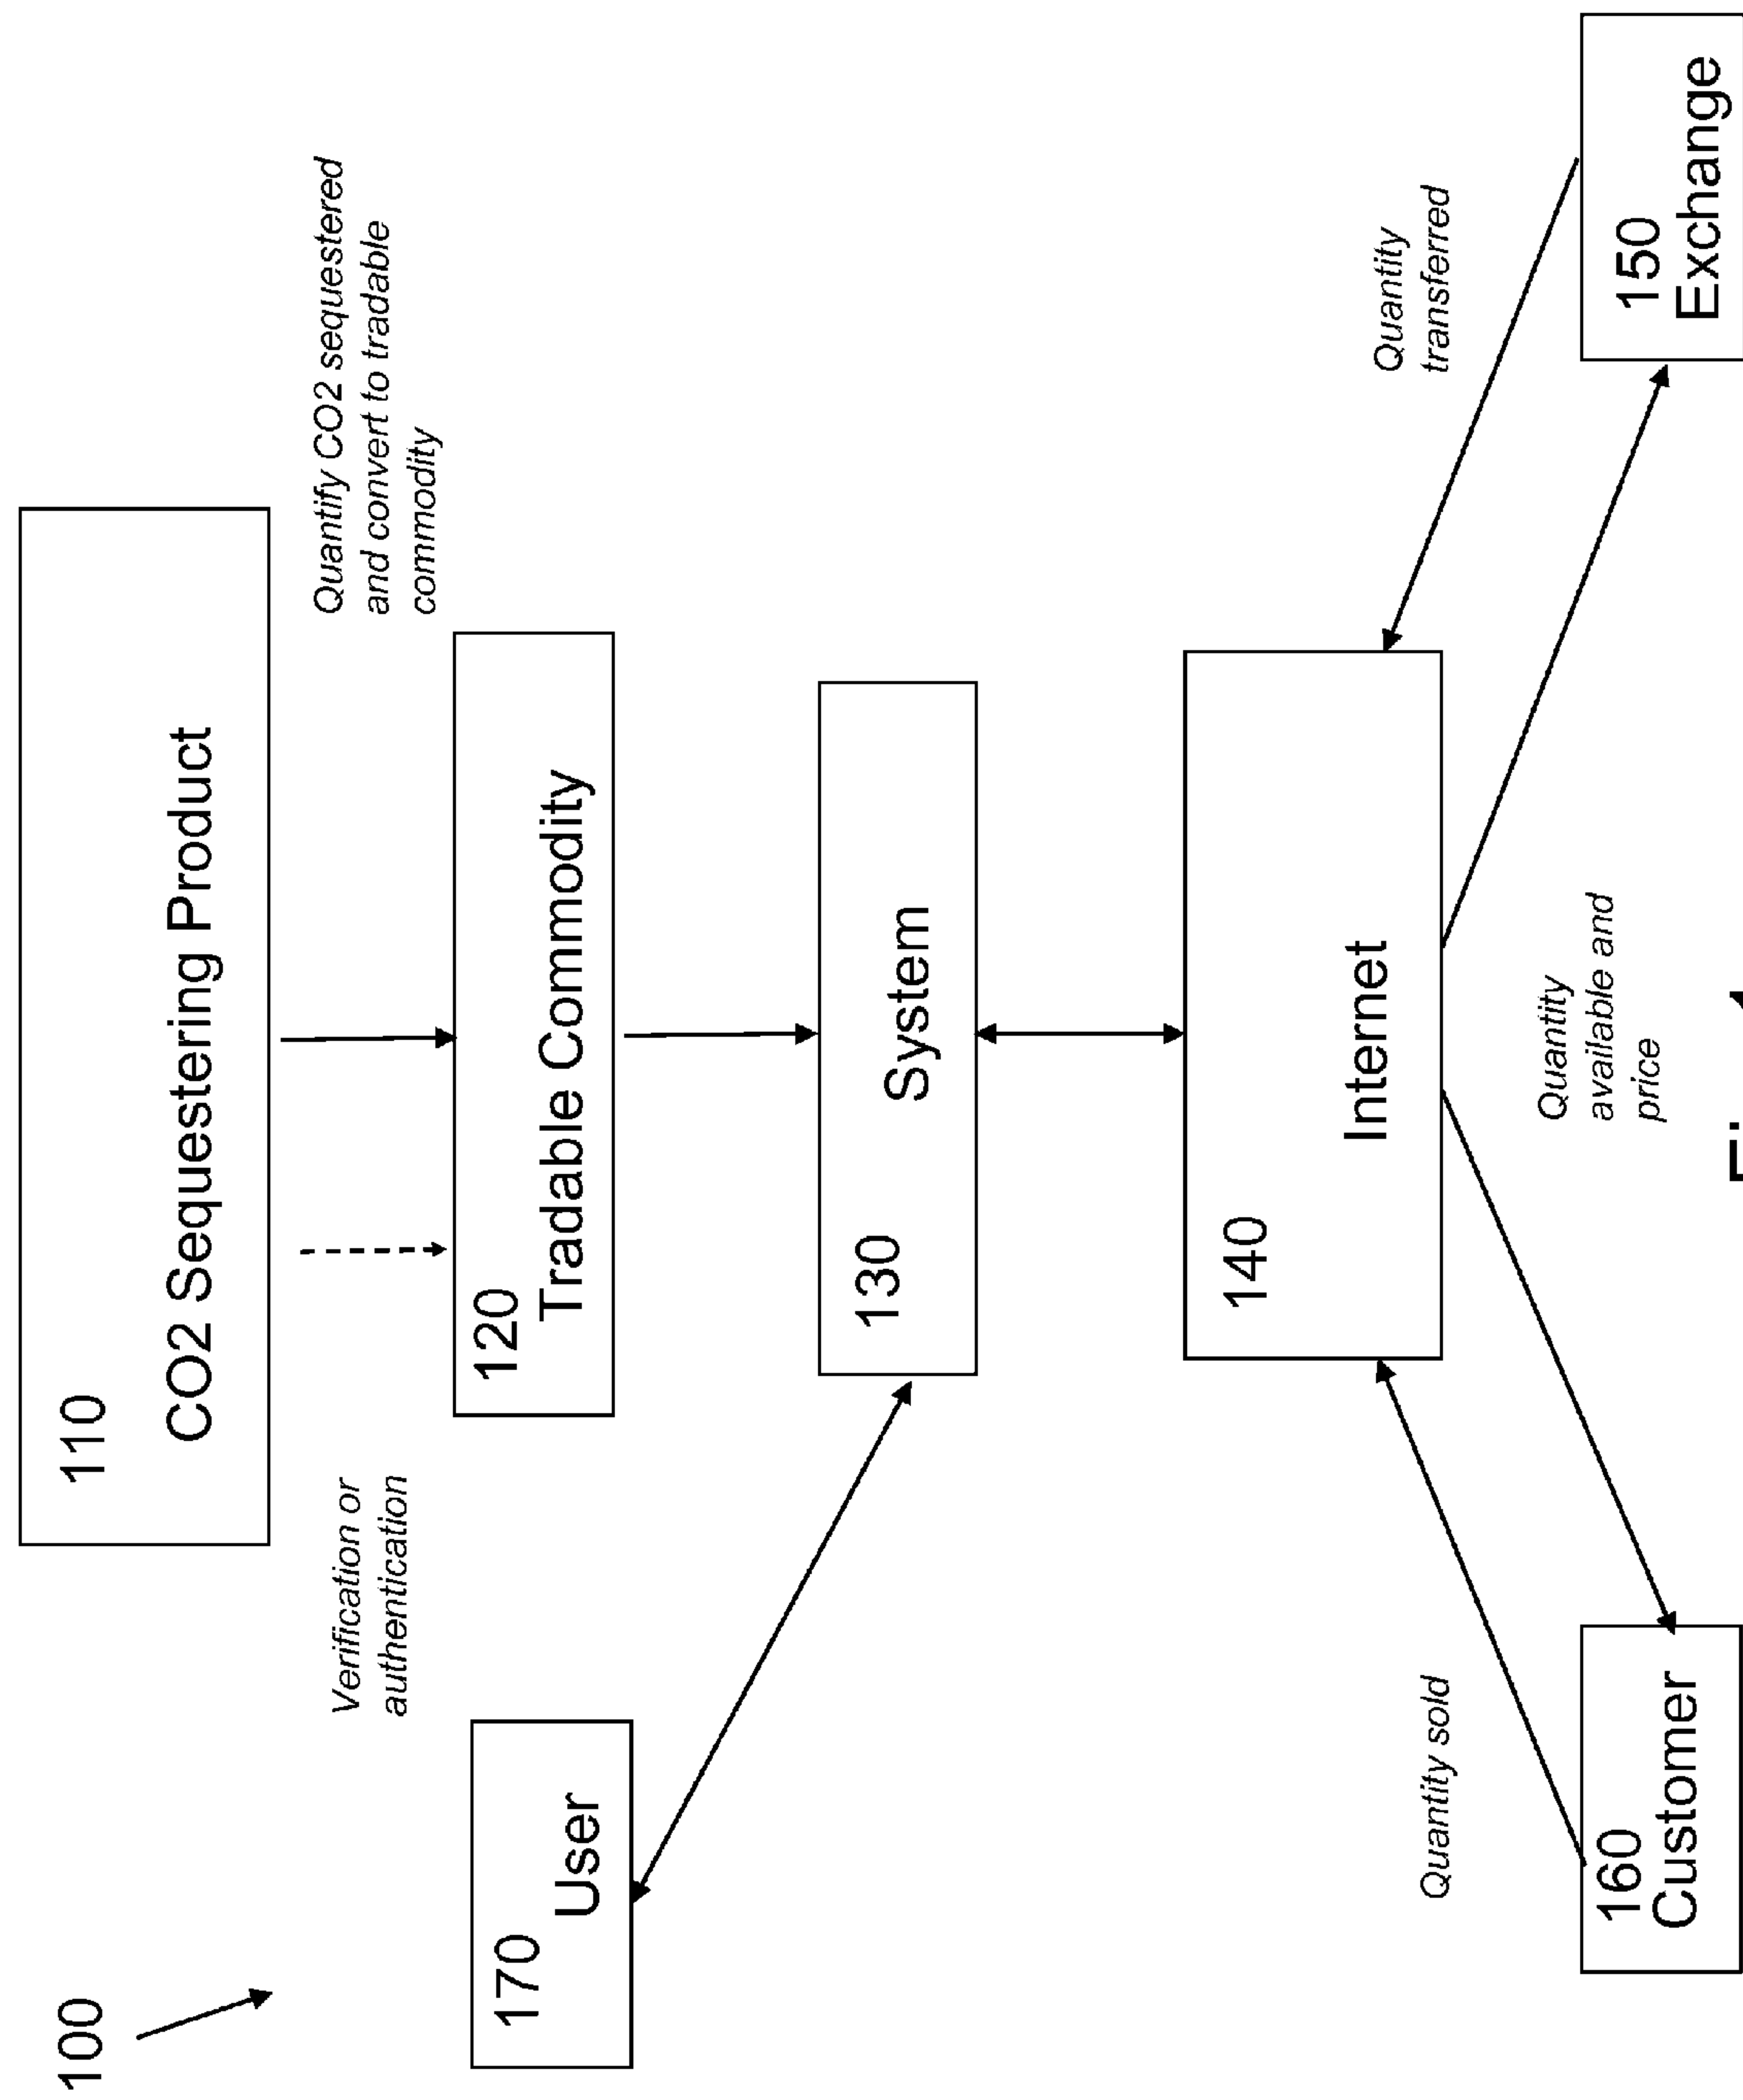 100
110
CO2 Sequestering Product
Verification or
authentication
Quantify CO2 sequestered
and convert to tradable
commodity
170
User
120
Tradable Commodity
130
System
140
Internet
Quantity sold
Quantity
transferred
Quantity
available and
price
160
Customer
150
Exchange